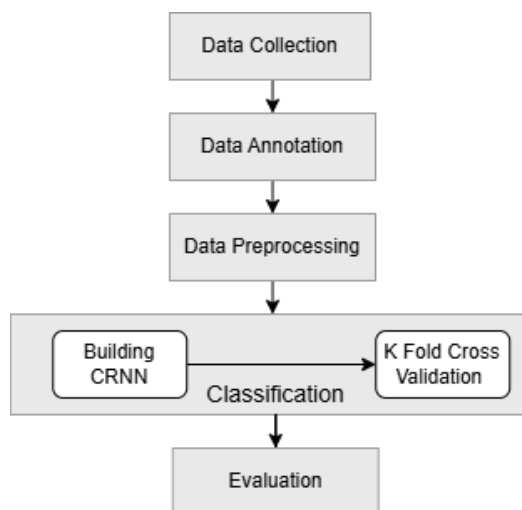 Data Collection
Data Annotation
Data Preprocessing
Building
CRNN
K Fold Cross
Validation
Classification
Evaluation